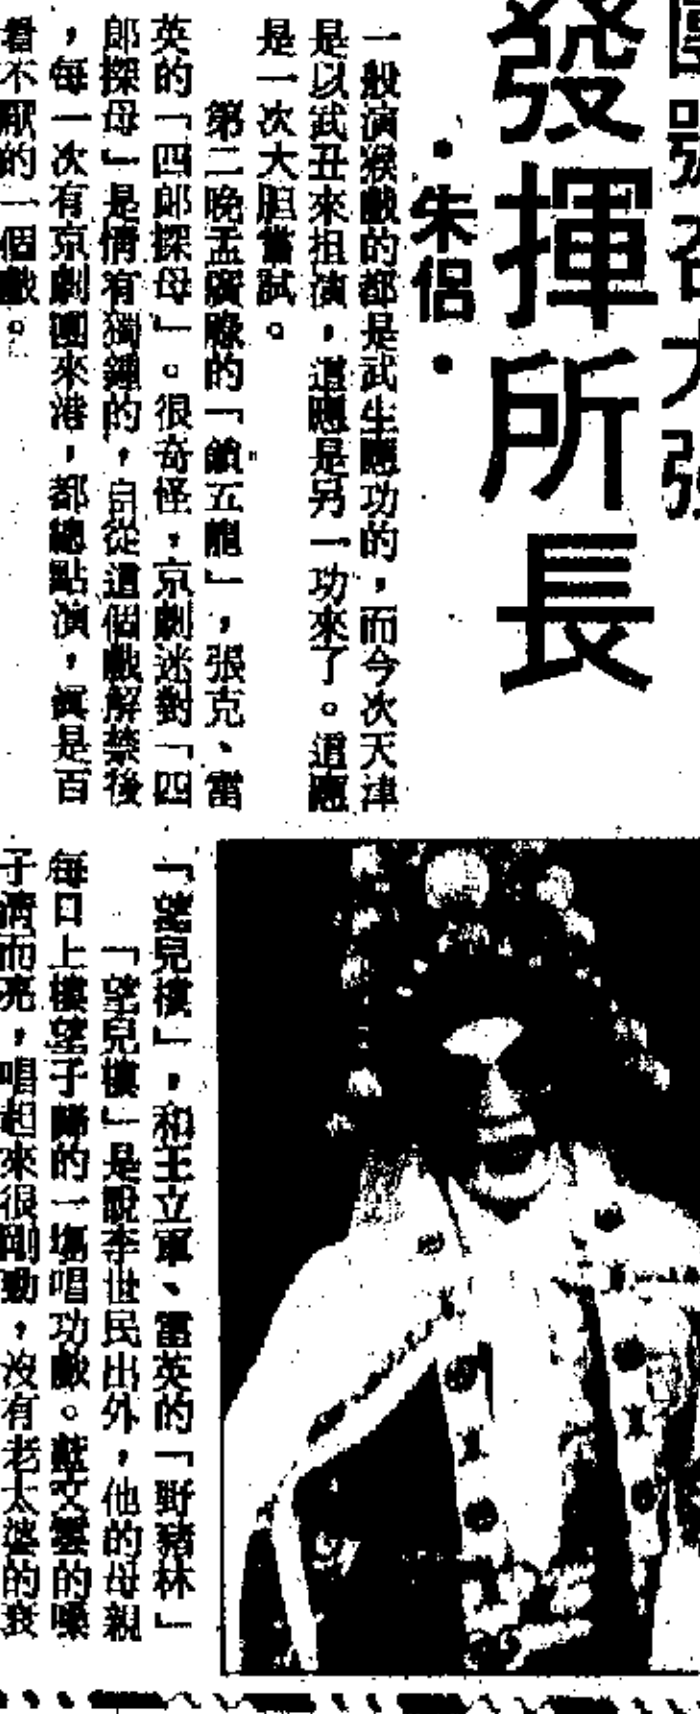 發揮所長
·朱侶·
一般演猴戲的都是武生應功的，而今次天津
是以武丑來担演，這應是另一功來了。這應
是一次大胆嘗試。
第二晚孟廣祿的「鎖五龍」，張克、雷
英的「四郎探母」。很奇怪，京劇迷對「四
郎探母」是情有獨鍾的，自從這個戲解禁後
，每一次有京劇團來港，都總點演，眞是百
看不厭的一個戲。
「望兒樓」，和王立軍、雷英的「野豬林」
「望兒樓」是說李世民出外，他的母親
每日上樓望子歸的一場唱功戲。藍文雲的嗓
子清而亮，唱起來很剛勁，沒有老太婆的衰